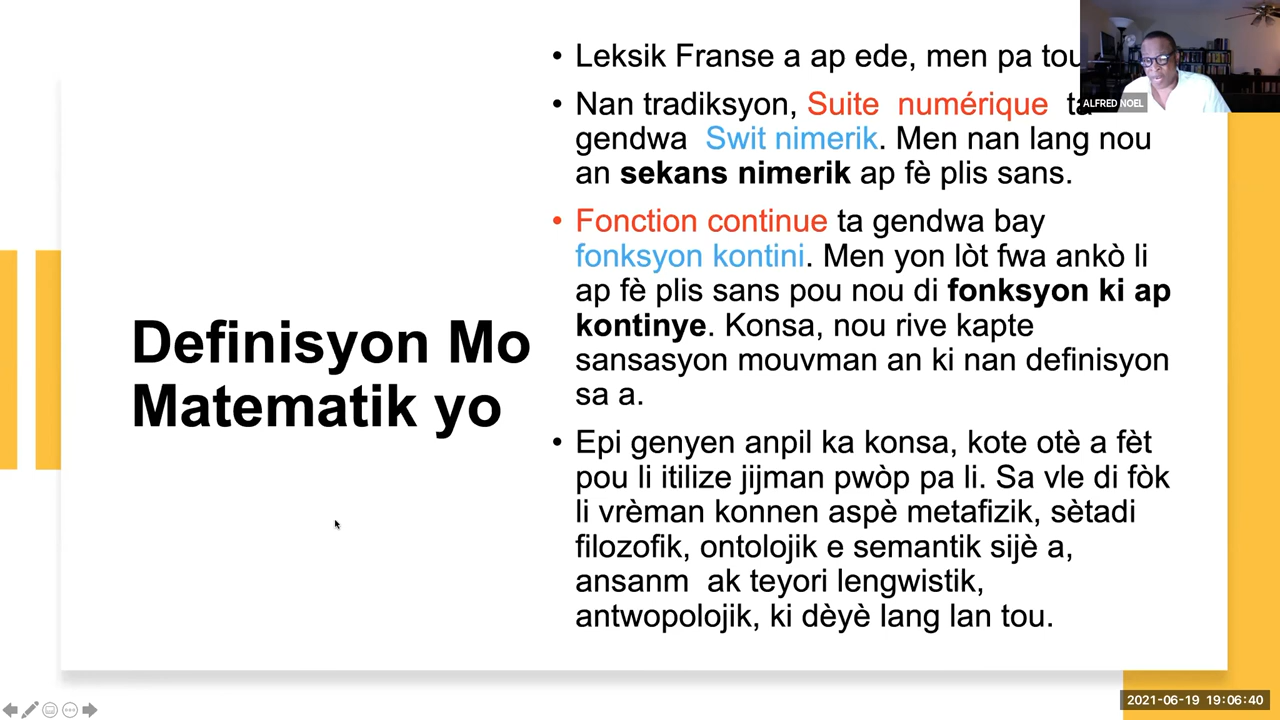 Definisyon Mo
Matematik yo
• Leksik Franse a ap ede, men pa tou
• Nan tradiksyon, Suite numérique ta
gendwa Swit nimerik. Men nan lang nou
an sekans nimerik ap fè plis sans.
• Fonction continue ta gendwa bay
fonksyon kontini. Men yon lòt fwa ankò li
ap fè plis sans pou nou di fonksyon ki ap
kontinye. Konsa, nou rive kapte
sansasyon mouvman an ki nan definisyon
sa a.
• Epi genyen anpil ka konsa, kote otè a fèt
pou li itilize jijman pwòp pa li. Sa vle di fòk
li vrèman konnen aspè metafizik, sètadi
filozofik, ontolojik e semantik sijè a,
ansanm ak teyori lengwistik,
antwopolojik, ki dèyè lang lan tou.
ALFRED NOEL
2021-06-19 19:06:40